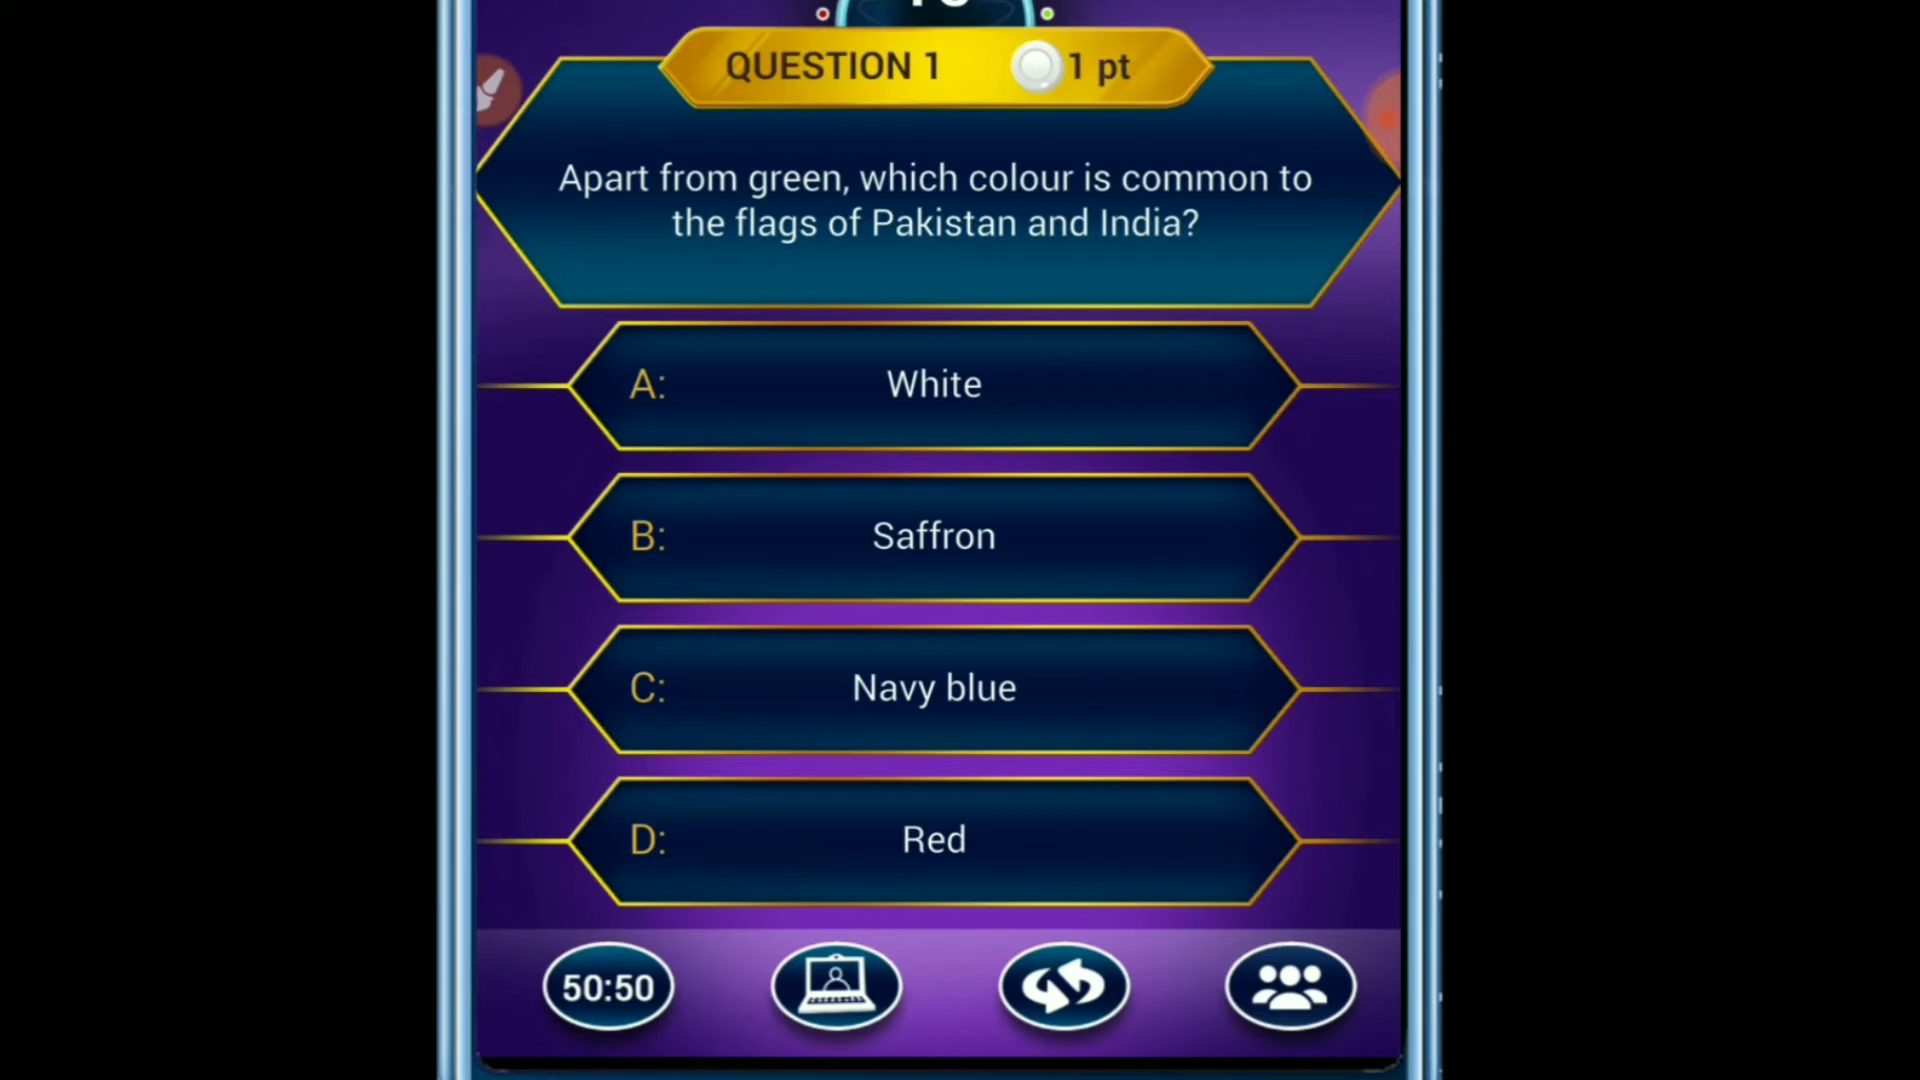 QUESTION 1 1 pt
Apart from green, which colour is common to
the flags of Pakistan and India?
A: White
B: Saffron
C: Navy blue
D: Red
50:50